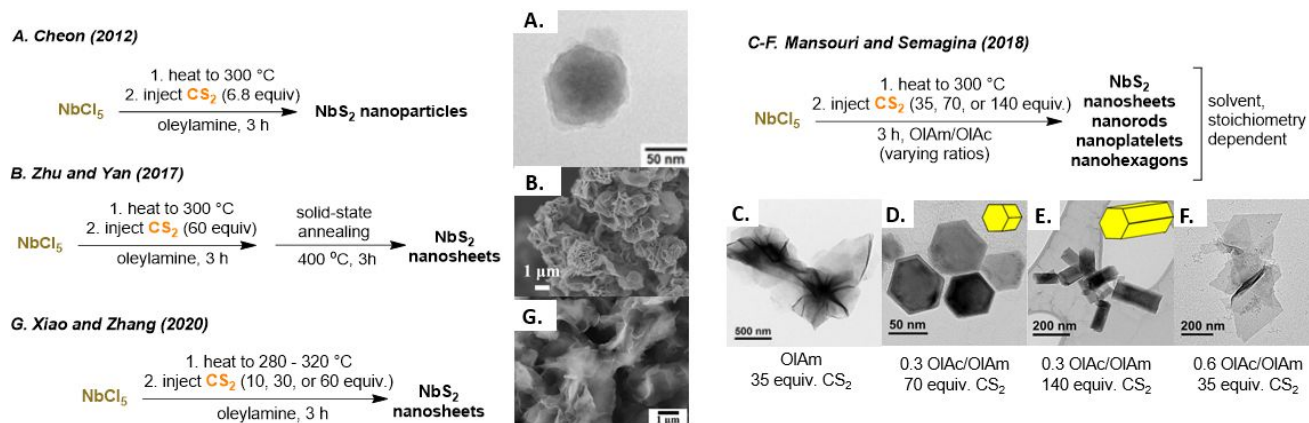 A. Cheon (2012)
1. heat to 300 °C
2. inject CS2 (6.8 equiv)
NbCl5
NbS2 nanoparticles
oleylamine, 3 h
A.
50 nm
B. Zhu and Yan (2017)
1. heat to 300 °C
2. inject CS2 (60 equiv)
solid-state
annealing
NbCl5
NbS2
nanosheets
oleylamine, 3 h
400 °C, 3h
B.
1 µm
G. Xiao and Zhang (2020)
1. heat to 280 - 320 °C
2. inject CS2 (10, 30, or 60 equiv.)
NbCl5
NbS2
nanosheets
oleylamine, 3 h
G.
1 µm
C-F. Mansouri and Semagina (2018)
1. heat to 300 °C
2. inject CS2 (35, 70, or 140 equiv.)
NbCl5
3 h, OlAm/OlAc
(varying ratios)
NbS2
nanosheets
nanorods
nanoplatelets
nanohexagons
solvent,
stoichiometry
dependent
C.
500 nm
OlAm
35 equiv. CS2
D.
50 nm
0.3 OlAc/OlAm
70 equiv. CS2
E.
200 nm
0.3 OlAc/OlAm
140 equiv. CS2
F.
200 nm
0.6 OlAc/OlAm
35 equiv. CS2